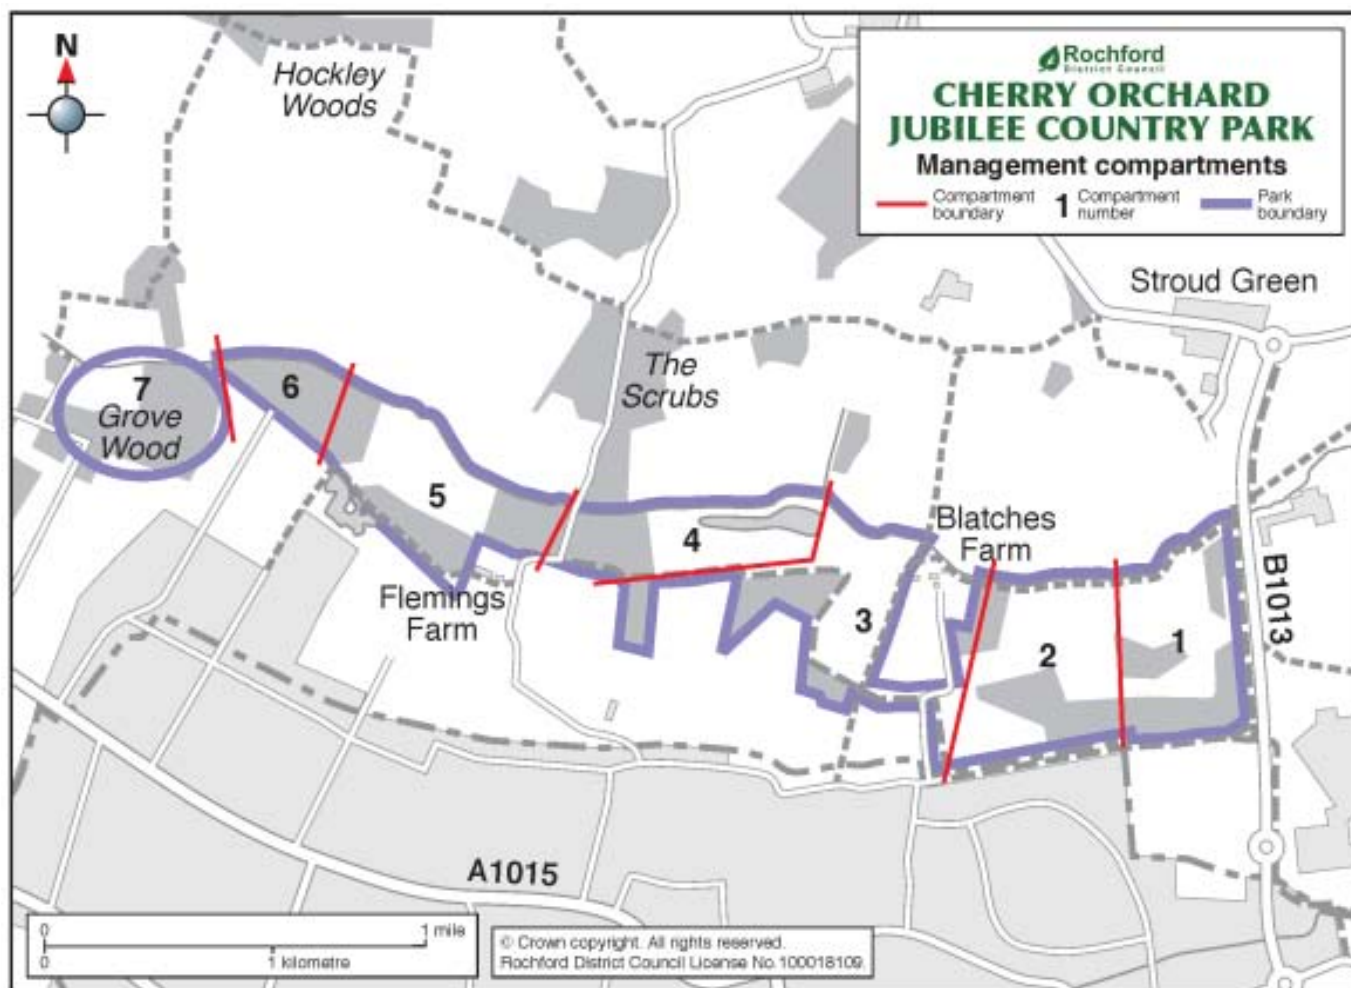 N
Hockley
Woods
Rochford
District Council
CHERRY ORCHARD
JUBILEE COUNTRY PARK
Management compartments
Compartment
boundary
1
Compartment
number
Park
boundary
Stroud Green
The
Scrubs
7
Grove
Wood
6
5
4
Blatches
Farm
Flemings
Farm
3
2
1
B1013
A1015
0
1 mile
0
1 kilometre
© Crown copyright. All rights reserved.
Rochford District Council License No. 100018109.